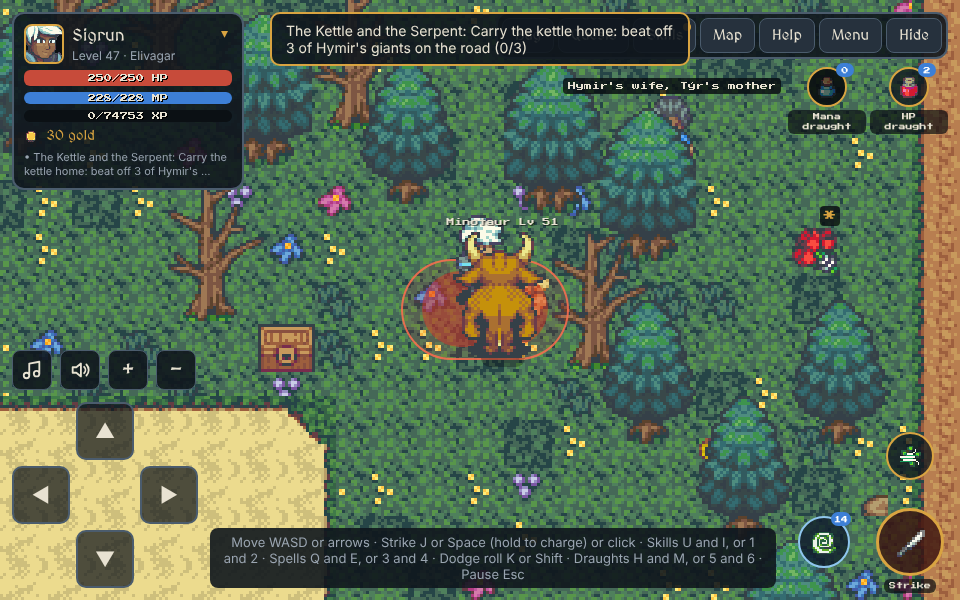 Sigrun
Level 47 · Elivagar
250/250 HP
228/228 MP
0/74753 XP
30 gold
• The Kettle and the Serpent: Carry the
kettle home: beat off 3 of Hymir's ...
The Kettle and the Serpent: Carry the kettle home: beat off
3 of Hymir's giants on the road (0/3)
Map
Help
Menu
Hide
Hymir's wife, Týr's mother
0
Mana
draught
2
HP
draught
Minotaur Lv 51
14
Strike
Move WASD or arrows · Strike J or Space (hold to charge) or click · Skills U and I, or 1
and 2 · Spells Q and E, or 3 and 4 · Dodge roll K or Shift · Draughts H and M, or 5 and 6 ·
Pause Esc